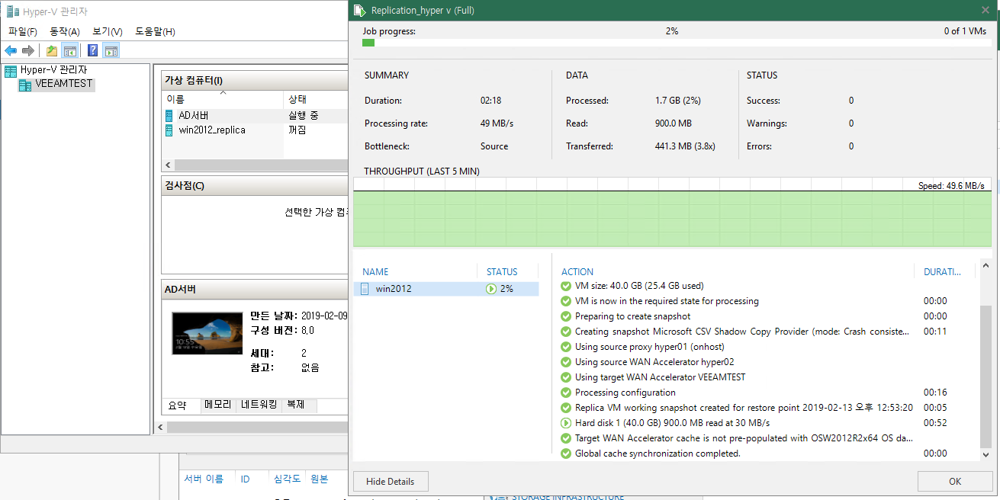 Hyper-V 관리자
파일(F) 동작(A) 보기(V) 도움말(H)
Hyper-V 관리자
VEEAMTEST
가상 컴퓨터(I)
이름 상태
AD서버 실행 중
win2012_replica 꺼짐
검사점(C)
선택한 가상 컴
AD서버
10:55
만든 날짜: 2019-02-09
구성 버전: 8.0
세대: 2
참고: 없음
요약 메모리 네트워킹 복제
서버 이름 ID 심각도 원본
Replication_hyper v (Full)
Job progress: 2% 0 of 1 VMs
SUMMARY DATA STATUS
Duration: 02:18 Processed: 1.7 GB (2%) Success: 0
Processing rate: 49 MB/s Read: 900.0 MB Warnings: 0
Bottleneck: Source Transferred: 441.3 MB (3.8x) Errors: 0
THROUGHPUT (LAST 5 MIN)
Speed: 49.6 MB/s
NAME STATUS ACTION DURATI...
win2012 2%
VM size: 40.0 GB (25.4 GB used)
VM is now in the required state for processing 00:00
Preparing to create snapshot 00:00
Creating snapshot Microsoft CSV Shadow Copy Provider (mode: Crash consiste... 00:11
Using source proxy hyper01 (onhost)
Using source WAN Accelerator hyper02
Using target WAN Accelerator VEEAMTEST
Processing configuration 00:16
Replica VM working snapshot created for restore point 2019-02-13 오후 12:53:20 00:05
Hard disk 1 (40.0 GB) 900.0 MB read at 30 MB/s 00:52
Target WAN Accelerator cache is not pre-populated with OSW2012R2x64 OS da...
Global cache synchronization completed. 00:00
Hide Details OK
STORAGE INFRASTRUCTURE